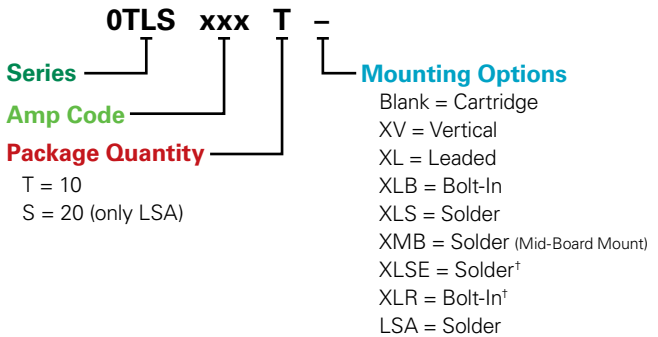 0TLS xxx T –
Series
Amp Code
Package Quantity
T = 10
S = 20 (only LSA)
Mounting Options
Blank = Cartridge
XV = Vertical
XL = Leaded
XLB = Bolt-In
XLS = Solder
XMB = Solder (Mid-Board Mount)
XLSE = Solder†
XLR = Bolt-In†
LSA = Solder